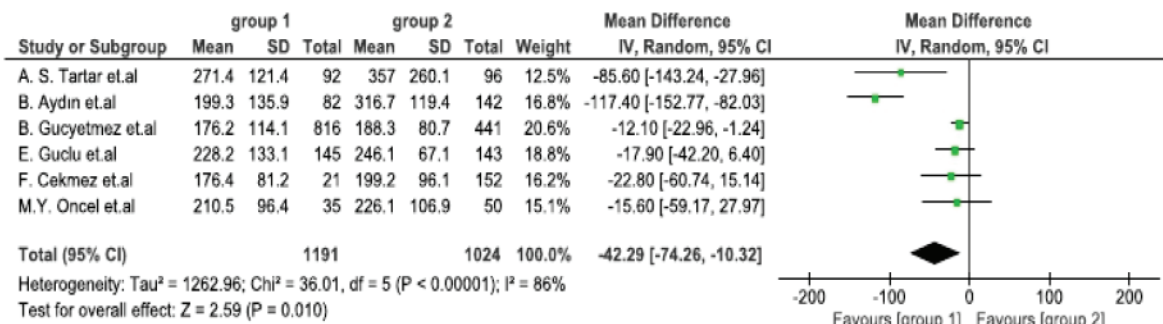 group 1 group 2 Mean Difference Mean Difference
Study or Subgroup Mean SD Total Mean SD Total Weight IV, Random, 95% CI IV, Random, 95% CI
A. S. Tartar et.al 271.4 121.4 92 357 260.1 96 12.5% -85.60 [-143.24, -27.96]
B. Aydın et.al 199.3 135.9 82 316.7 119.4 142 16.8% -117.40 [-152.77, -82.03]
B. Gucyetmez et.al 176.2 114.1 816 188.3 80.7 441 20.6% -12.10 [-22.96, -1.24]
E. Guclu et.al 228.2 133.1 145 246.1 67.1 143 18.8% -17.90 [-42.20, 6.40]
F. Cekmez et.al 176.4 81.2 21 199.2 96.1 152 16.2% -22.80 [-60.74, 15.14]
M.Y. Oncel et.al 210.5 96.4 35 226.1 106.9 50 15.1% -15.60 [-59.17, 27.97]
Total (95% CI) 1191 1024 100.0% -42.29 [-74.26, -10.32]
Heterogeneity: Tau² = 1262.96; Chi² = 36.01, df = 5 (P < 0.00001); I² = 86%
Test for overall effect: Z = 2.59 (P = 0.010)
-200 -100 0 100 200
Favours [group 1] Favours [group 2]